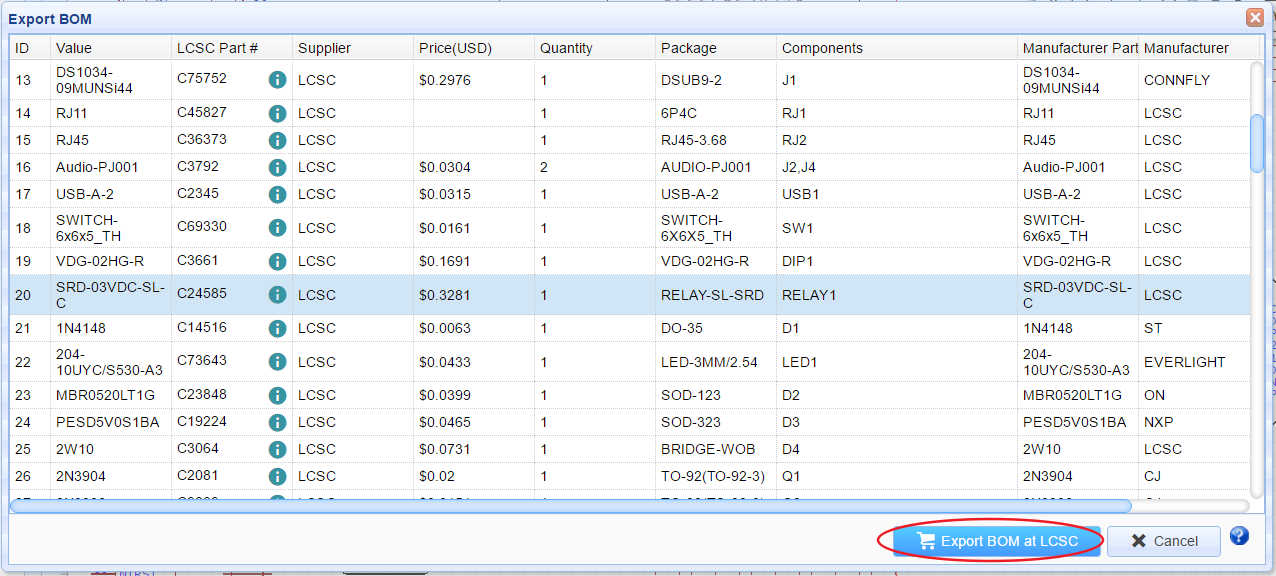 Export BOM
ID Value LCSC Part # Supplier Price(USD) Quantity Package Components Manufacturer Part Manufacturer
13 DS1034-09MUNSi44 C75752 LCSC $0.2976 1 DSUB9-2 J1 DS1034-09MUNSi44 CONNFLY
14 RJ11 C45827 LCSC 1 6P4C RJ1 RJ11 LCSC
15 RJ45 C36373 LCSC 1 RJ45-3.68 RJ2 RJ45 LCSC
16 Audio-PJ001 C3792 LCSC $0.0304 2 AUDIO-PJ001 J2,J4 Audio-PJ001 LCSC
17 USB-A-2 C2345 LCSC $0.0315 1 USB-A-2 USB1 USB-A-2 LCSC
18 SWITCH-6x6x5_TH C69330 LCSC $0.0161 1 SWITCH-6X6X5_TH SW1 SWITCH-6x6x5_TH LCSC
19 VDG-02HG-R C3661 LCSC $0.1691 1 VDG-02HG-R DIP1 VDG-02HG-R LCSC
20 SRD-03VDC-SL-C C24585 LCSC $0.3281 1 RELAY-SL-SRD RELAY1 SRD-03VDC-SL-C LCSC
21 1N4148 C14516 LCSC $0.0063 1 DO-35 D1 1N4148 ST
22 204-10UYC/S530-A3 C73643 LCSC $0.0433 1 LED-3MM/2.54 LED1 204-10UYC/S530-A3 EVERLIGHT
23 MBR0520LT1G C23848 LCSC $0.0399 1 SOD-123 D2 MBR0520LT1G ON
24 PESD5V0S1BA C19224 LCSC $0.0465 1 SOD-323 D3 PESD5V0S1BA NXP
25 2W10 C3064 LCSC $0.0731 1 BRIDGE-WOB D4 2W10 LCSC
26 2N3904 C2081 LCSC $0.02 1 TO-92(TO-92-3) Q1 2N3904 CJ
Export BOM at LCSC Cancel